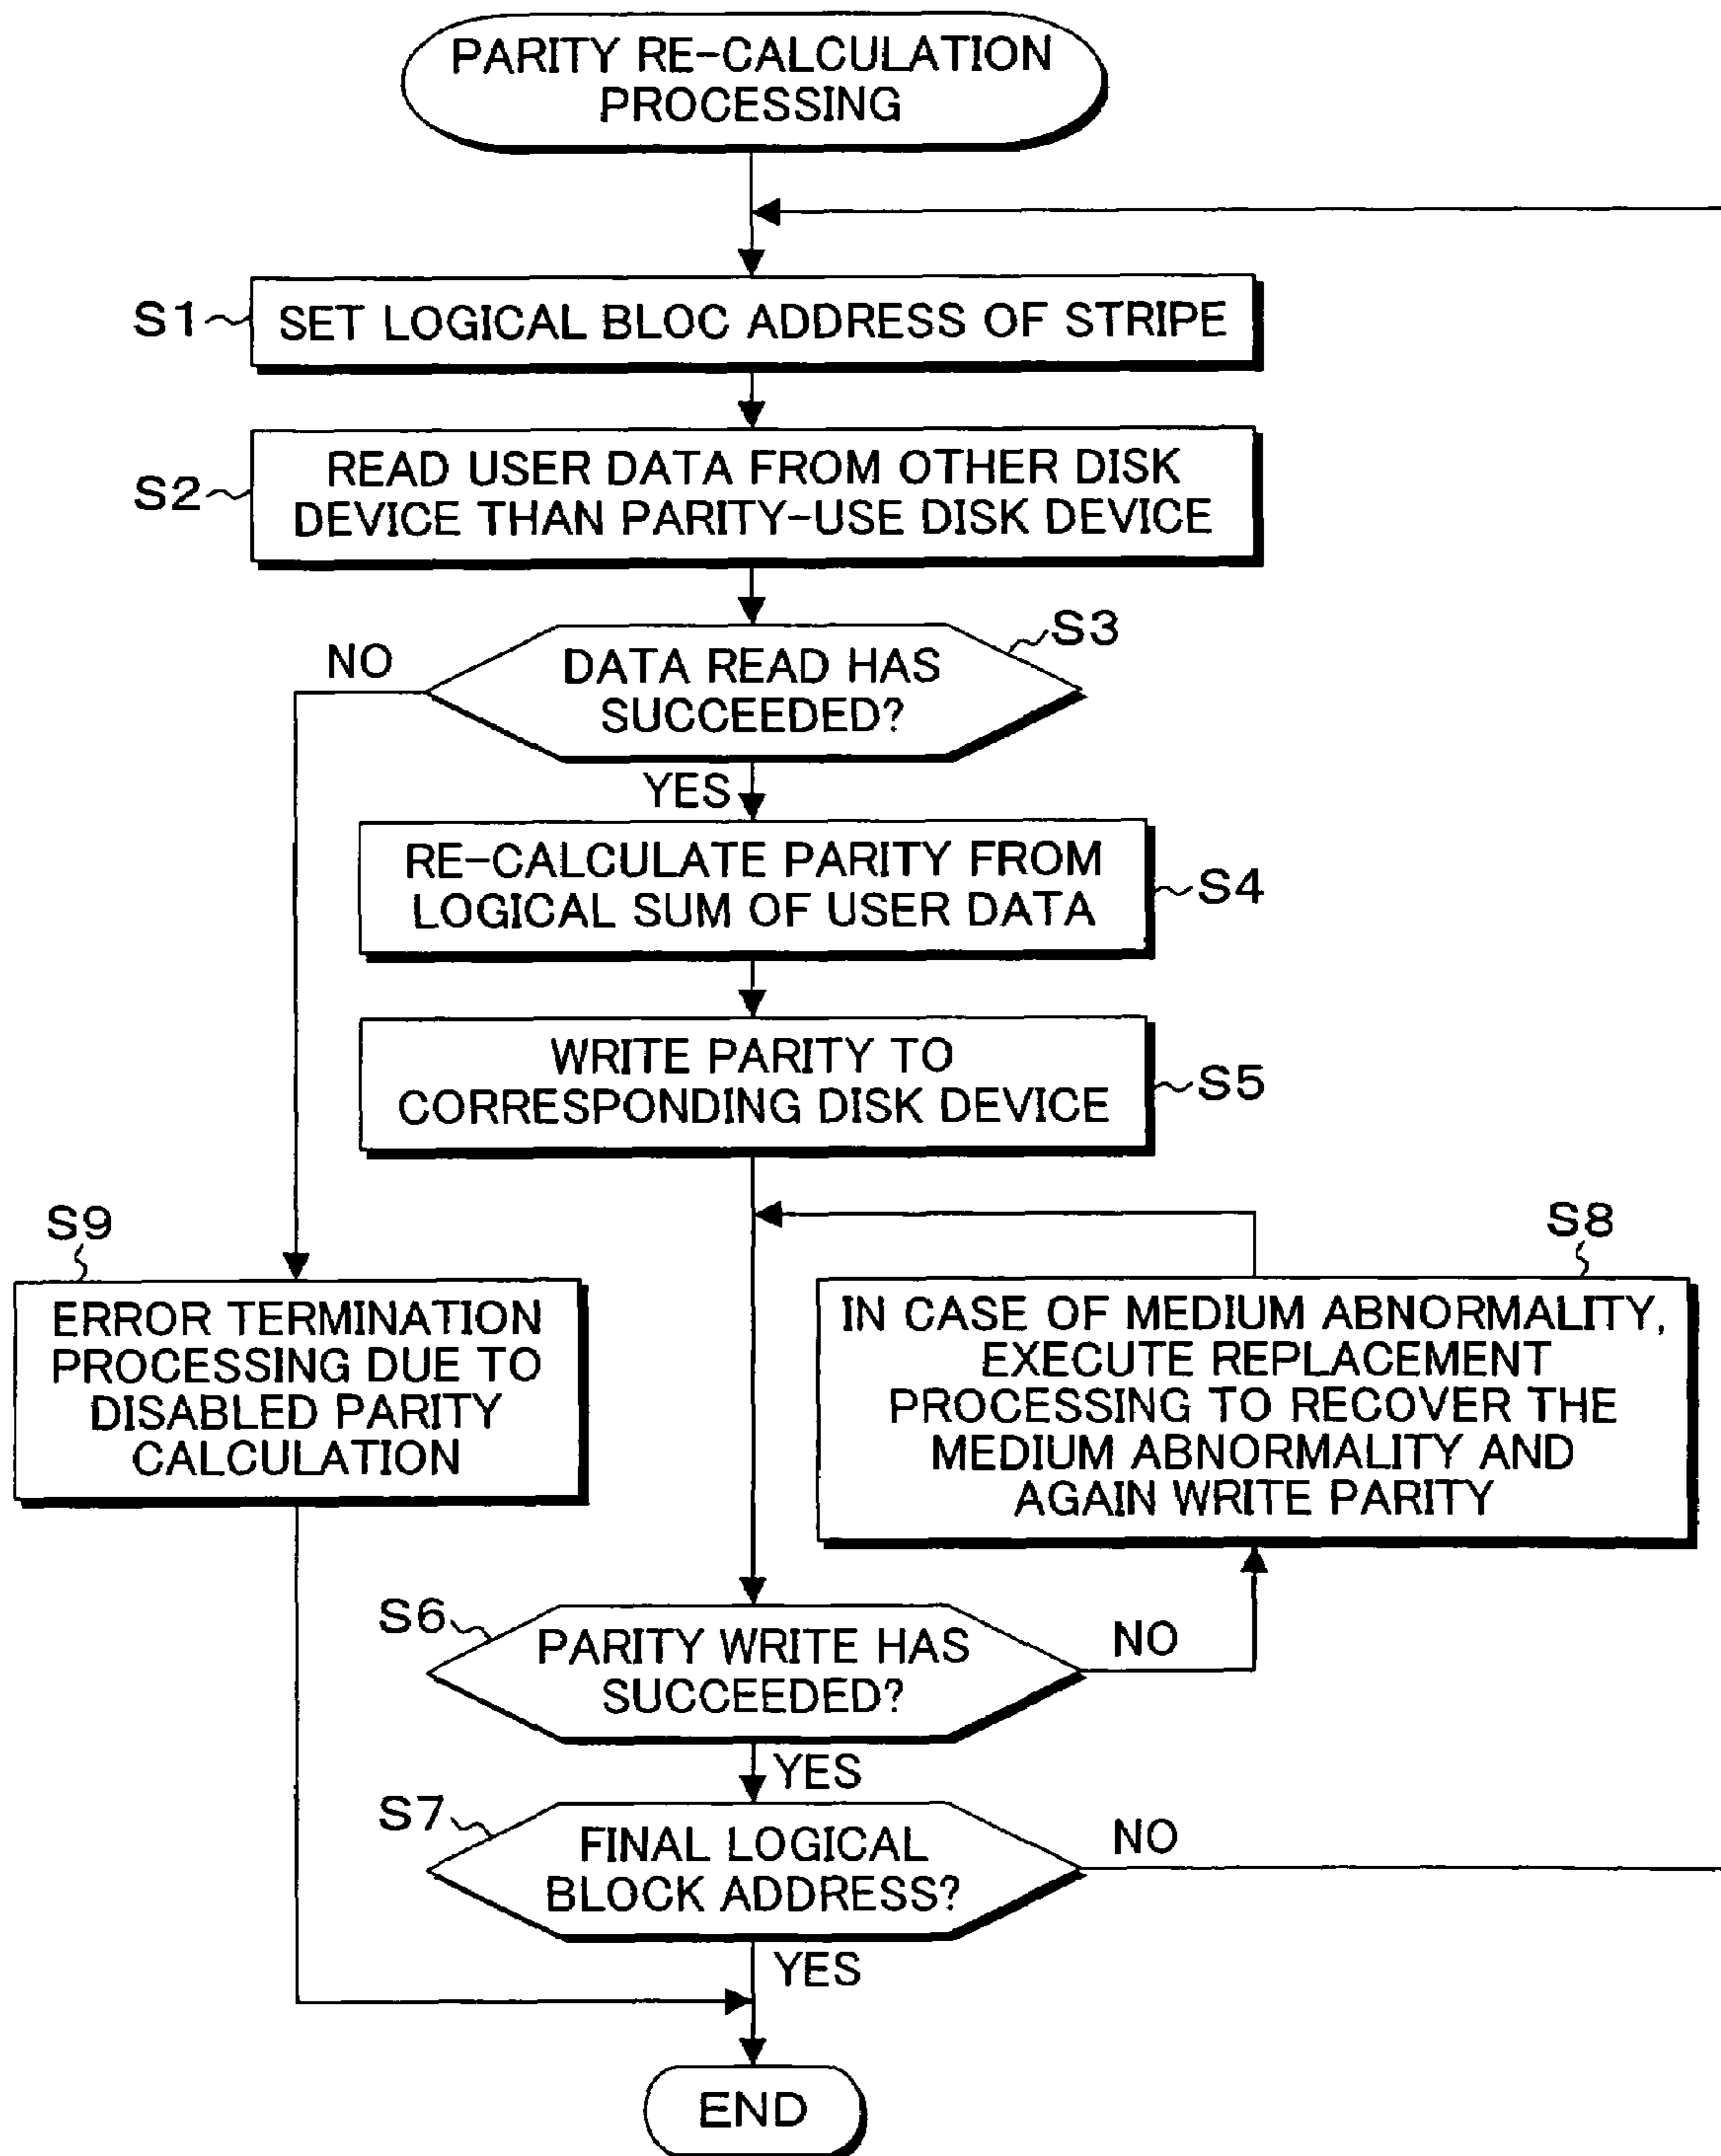 PARITY RE-CALCULATION
PROCESSING
S1
SET LOGICAL BLOC ADDRESS OF STRIPE
S2
READ USER DATA FROM OTHER DISK
DEVICE THAN PARITY-USE DISK DEVICE
S3
NO
DATA READ HAS
SUCCEEDED?
YES
RE-CALCULATE PARITY FROM
LOGICAL SUM OF USER DATA
S4
WRITE PARITY TO
CORRESPONDING DISK DEVICE
S5
S9
ERROR TERMINATION
PROCESSING DUE TO
DISABLED PARITY
CALCULATION
S8
IN CASE OF MEDIUM ABNORMALITY,
EXECUTE REPLACEMENT
PROCESSING TO RECOVER THE
MEDIUM ABNORMALITY AND
AGAIN WRITE PARITY
S6
PARITY WRITE HAS
SUCCEEDED?
NO
YES
S7
FINAL LOGICAL
BLOCK ADDRESS?
NO
YES
END